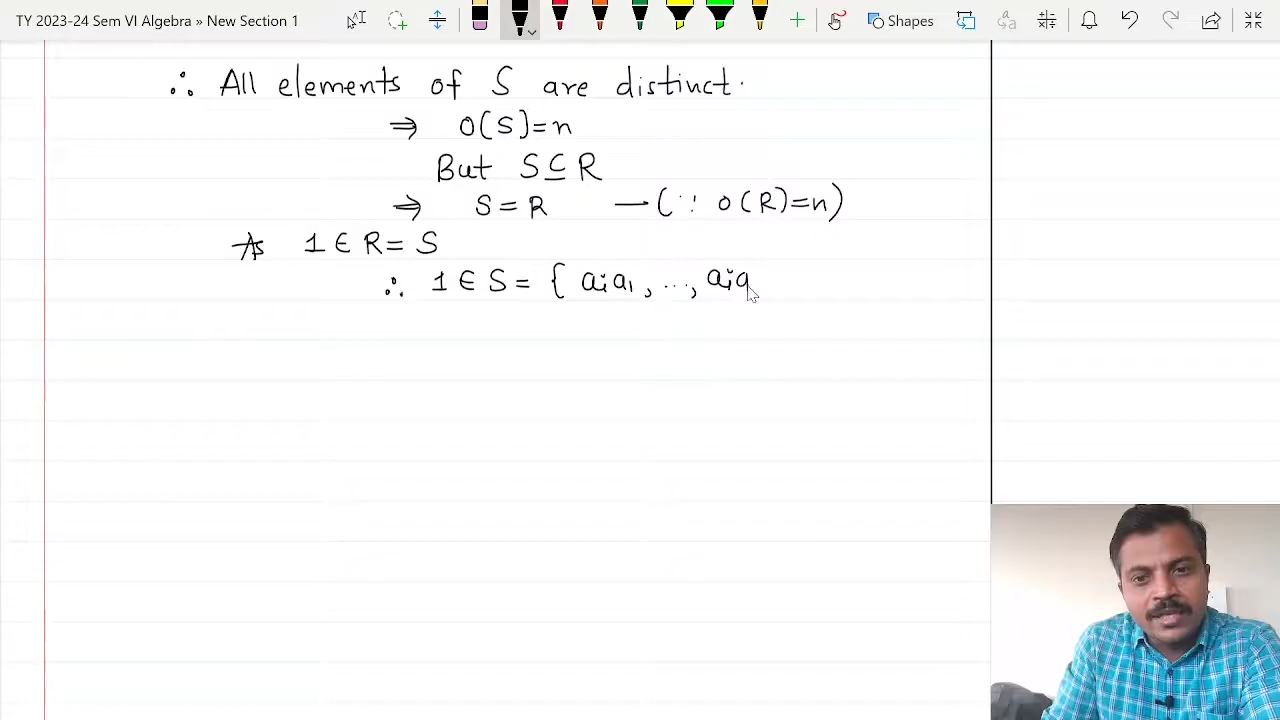 TY 2023-24 Sem VI Algebra » New Section 1
Shapes
∴ All elements of S are distinct.
⇒ O(S)=n
But S⊆R
⇒ S=R —(∵ O(R)=n)
As 1∈R=S
∴ 1∈S={ aᵢa₁, ..., aᵢa